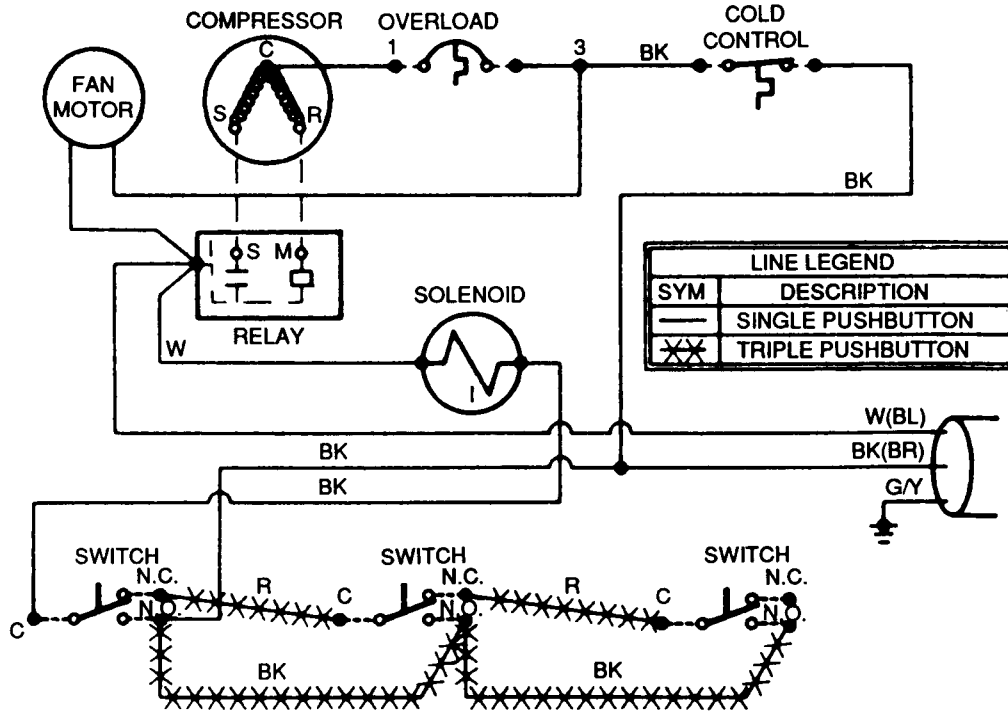 COMPRESSOR
OVERLOAD
COLD
CONTROL
FAN
MOTOR
C
S
R
1
3
BK
BK
S
M
RELAY
W
SOLENOID
LINE LEGEND
SYM DESCRIPTION
SINGLE PUSHBUTTON
TRIPLE PUSHBUTTON
W(BL)
BK
BK(BR)
BK
G/Y
SWITCH
N.C.
N.O.
C
R
SWITCH
N.C.
N.O.
C
R
SWITCH
N.C.
N.O.
C
BK
BK